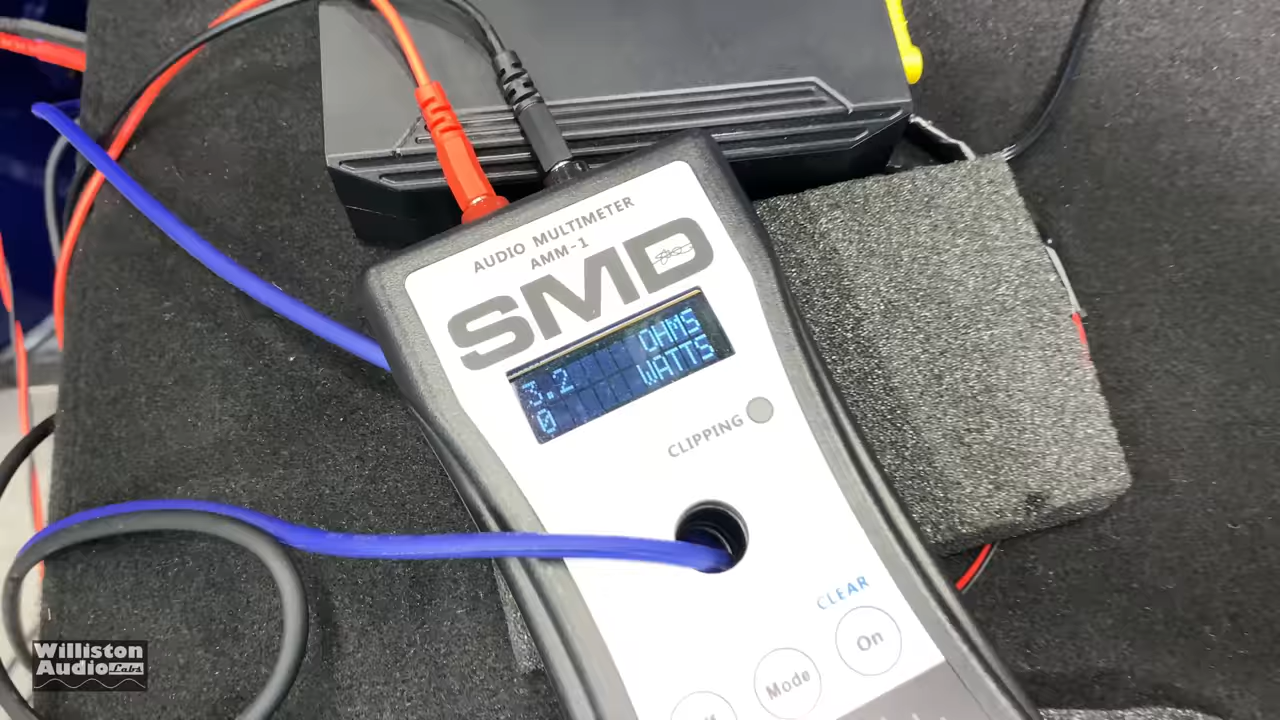 AUDIO MULTIMETER
AMM-1
SMD
3.2 OHMS
0 WATTS
CLIPPING
CLEAR
On
Mode
Williston
Audio Labs